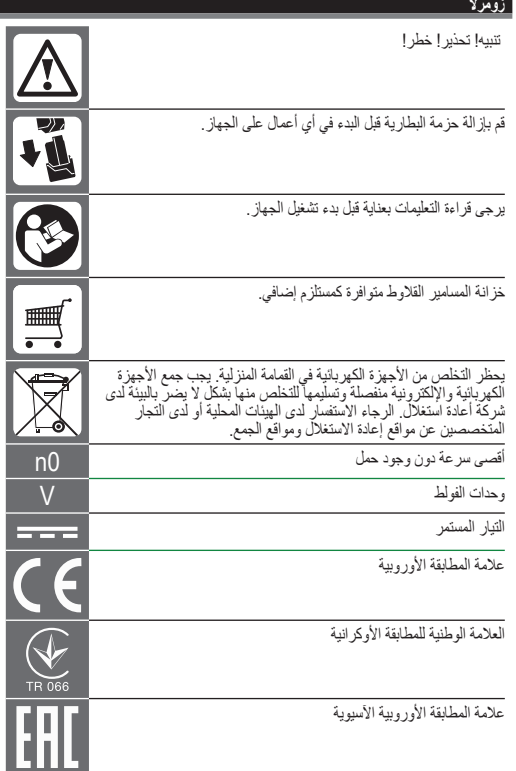 زومرلا
تنبيه! تحذير! خطر!
قم بإزالة حزمة البطارية قبل البدء في أي أعمال على الجهاز.
يرجى قراءة التعليمات بعناية قبل بدء تشغيل الجهاز.
خزانة المسامير القلاوظ متوافرة كمستلزم إضافي.
يحظر التخلص من الأجهزة الكهربائية في القمامة المنزلية. يجب جمع الأجهزة
الكهربائية والإلكترونية منفصلة وتسليمها للتخلص منها بشكل لا يضر بالبيئة لدى
شركة أعادة استغلال. الرجاء الاستفسار لدى الهيئات المحلية أو لدى التجار
المتخصصين عن مواقع إعادة الاستغلال ومواقع الجمع.
أقصى سرعة دون وجود حمل
n0
وحدات الفولط
V
التيار المستمر
علامة المطابقة الأوروبية
CE
العلامة الوطنية للمطابقة الأوكرانية
TR 066
علامة المطابقة الأوروبية الآسيوية
EAC